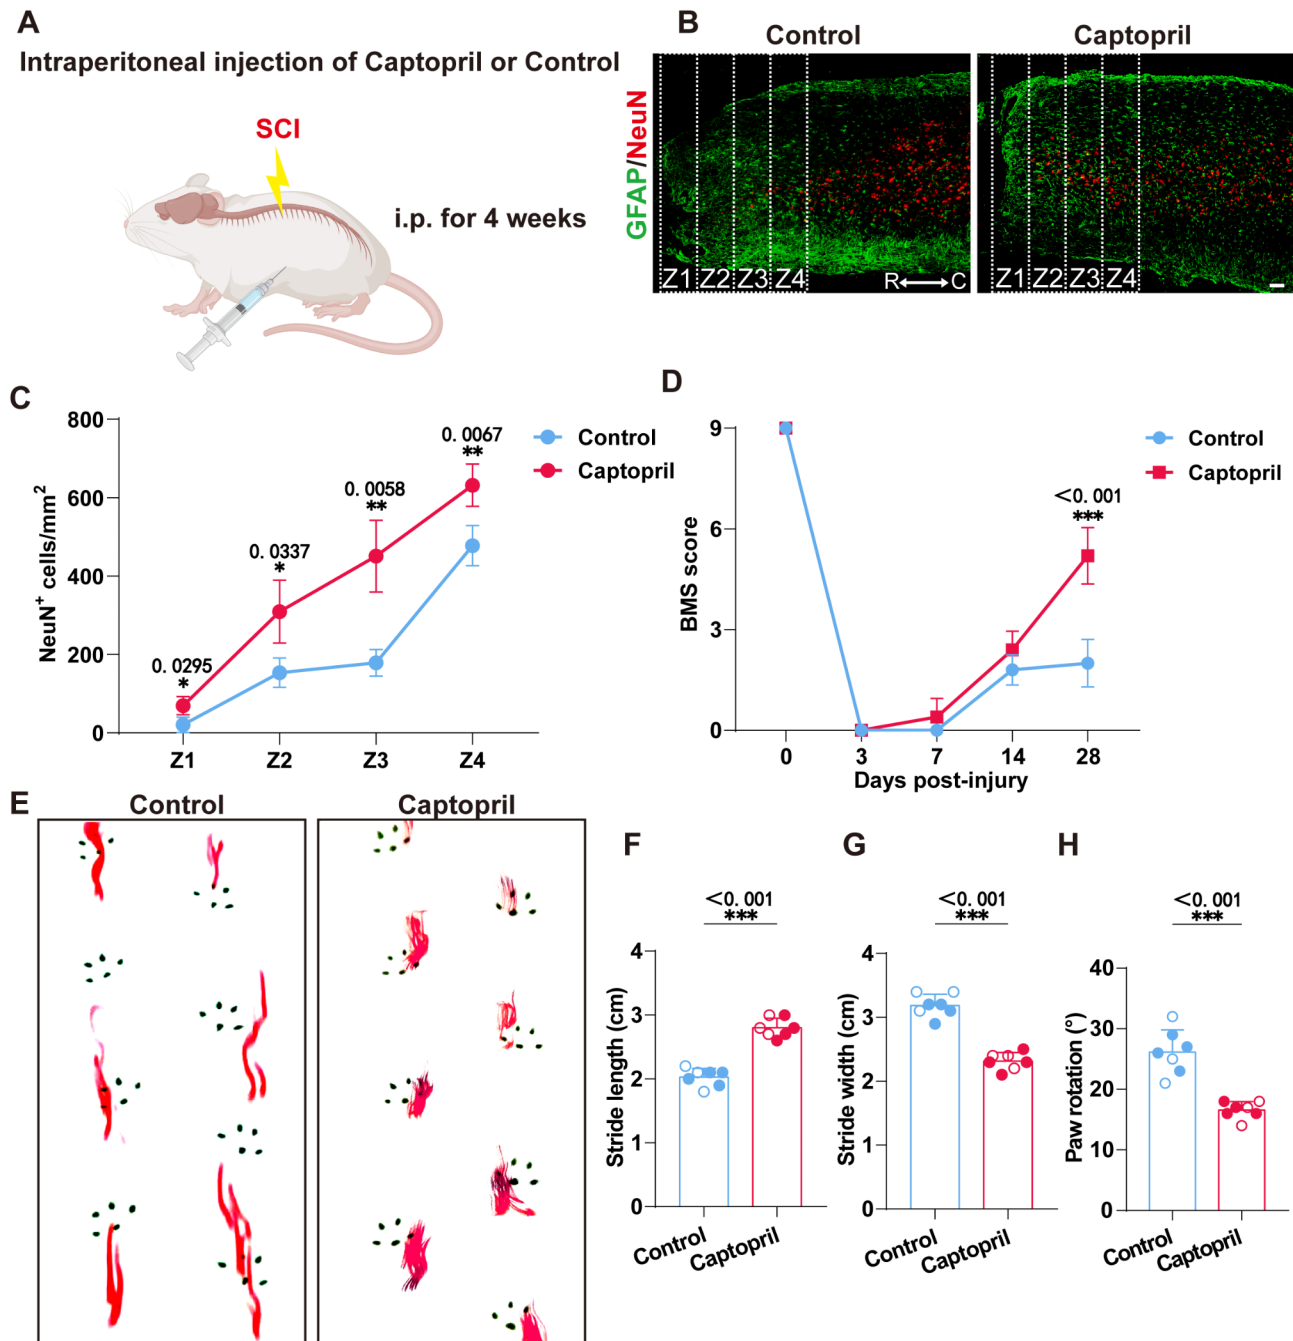 A
Intraperitoneal injection of Captopril or Control
SCI
i.p. for 4 weeks
B
Control
Captopril
GFAP/NeuN
Z1 Z2 Z3 Z4
R C
Z1 Z2 Z3 Z4
C
NeuN⁺ cells/mm²
800
600
400
200
0
Z1 Z2 Z3 Z4
0.0295
*
0.0337
*
0.0058
**
0.0067
**
Control
Captopril
D
BMS score
9
6
3
0
0 3 7 14 28
Days post-injury
<0.001
***
Control
Captopril
E
Control
Captopril
F
<0.001
***
Stride length (cm)
4
3
2
1
0
Control
Captopril
G
<0.001
***
Stride width (cm)
4
3
2
1
0
Control
Captopril
H
<0.001
***
Paw rotation (°)
40
30
20
10
0
Control
Captopril